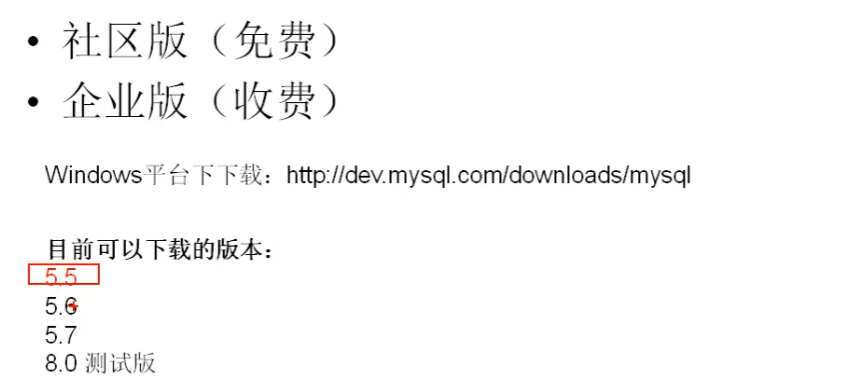 • 社区版（免费）
• 企业版（收费）
Windows平台下下载：http://dev.mysql.com/downloads/mysql
目前可以下载的版本：
5.5
5.6
5.7
8.0 测试版